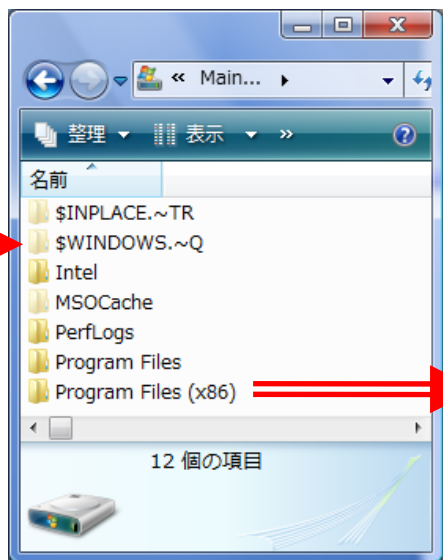 « Main...
整理 表示 »
名前
$INPLACE.~TR
$WINDOWS.~Q
Intel
MSOCache
PerfLogs
Program Files
Program Files (x86)
12 個の項目